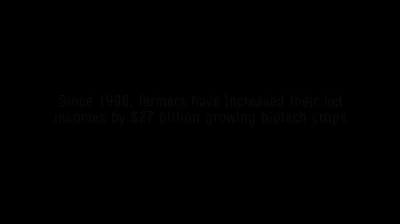 Since 1996, farmers have increased their net
incomes by $27 billion growing biotech crops